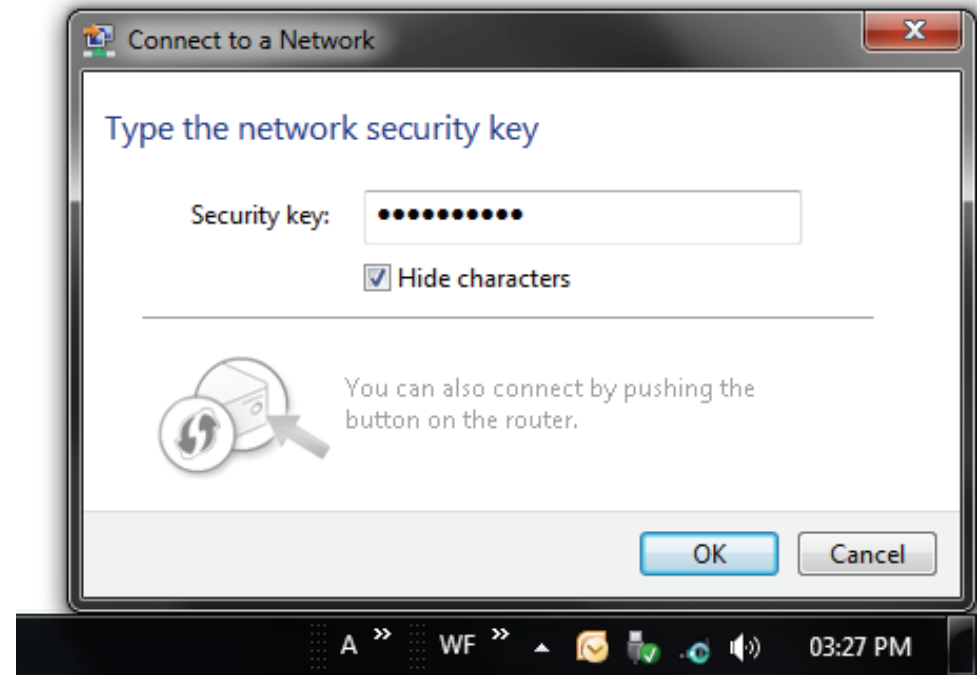 Connect to a Network
Type the network security key
Security key: ••••••••••
Hide characters
You can also connect by pushing the
button on the router.
OK Cancel
A » WF » 03:27 PM